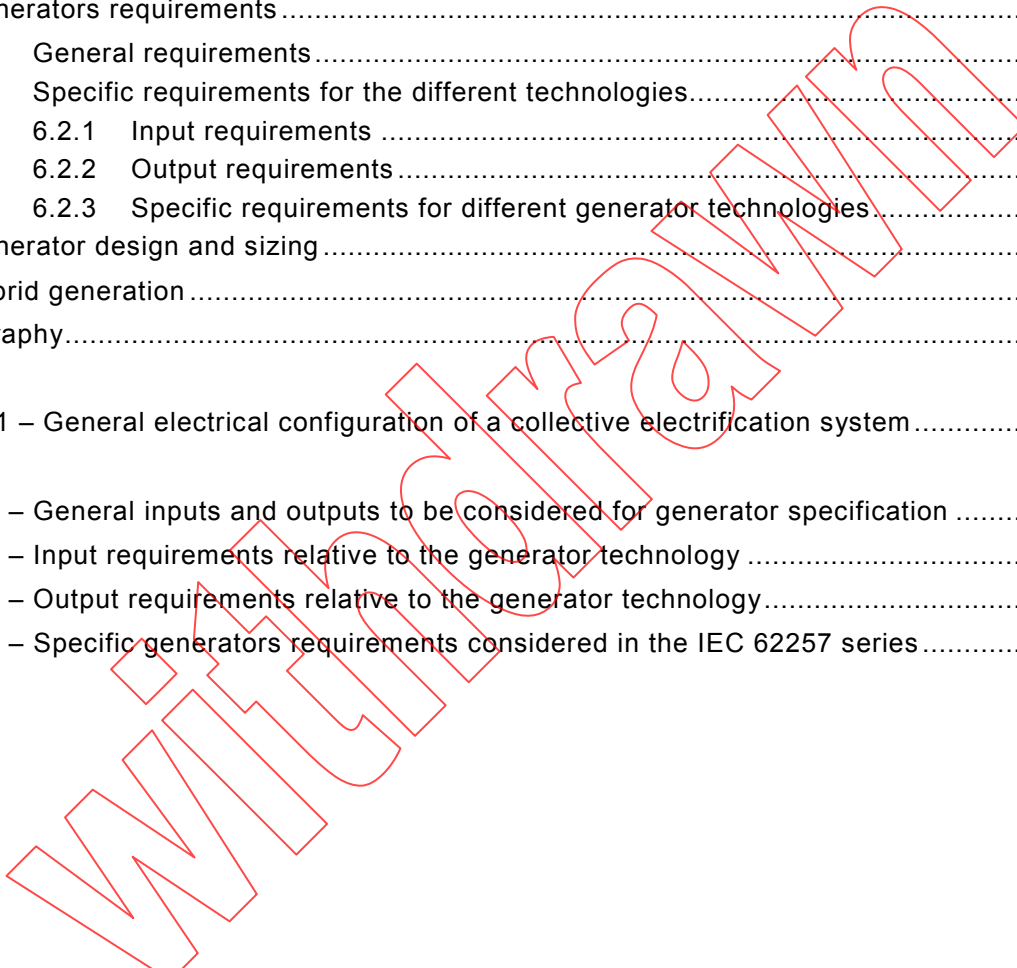 nerators requirements
General requirements
Specific requirements for the different technologies
6.2.1 Input requirements
6.2.2 Output requirements
6.2.3 Specific requirements for different generator technologies
nerator design and sizing
orid generation
raphy
1 – General electrical configuration of a collective electrification system
– General inputs and outputs to be considered for generator specification
– Input requirements relative to the generator technology
– Output requirements relative to the generator technology
– Specific generators requirements considered in the IEC 62257 series
withdrawn